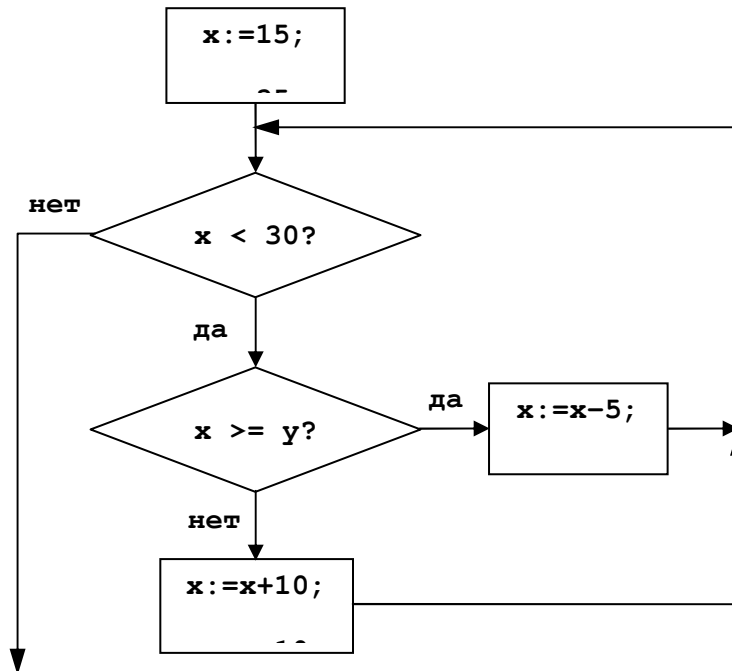 x:=15;
нет
x < 30?
да
x >= y?
да
x:=x-5;
нет
x:=x+10;